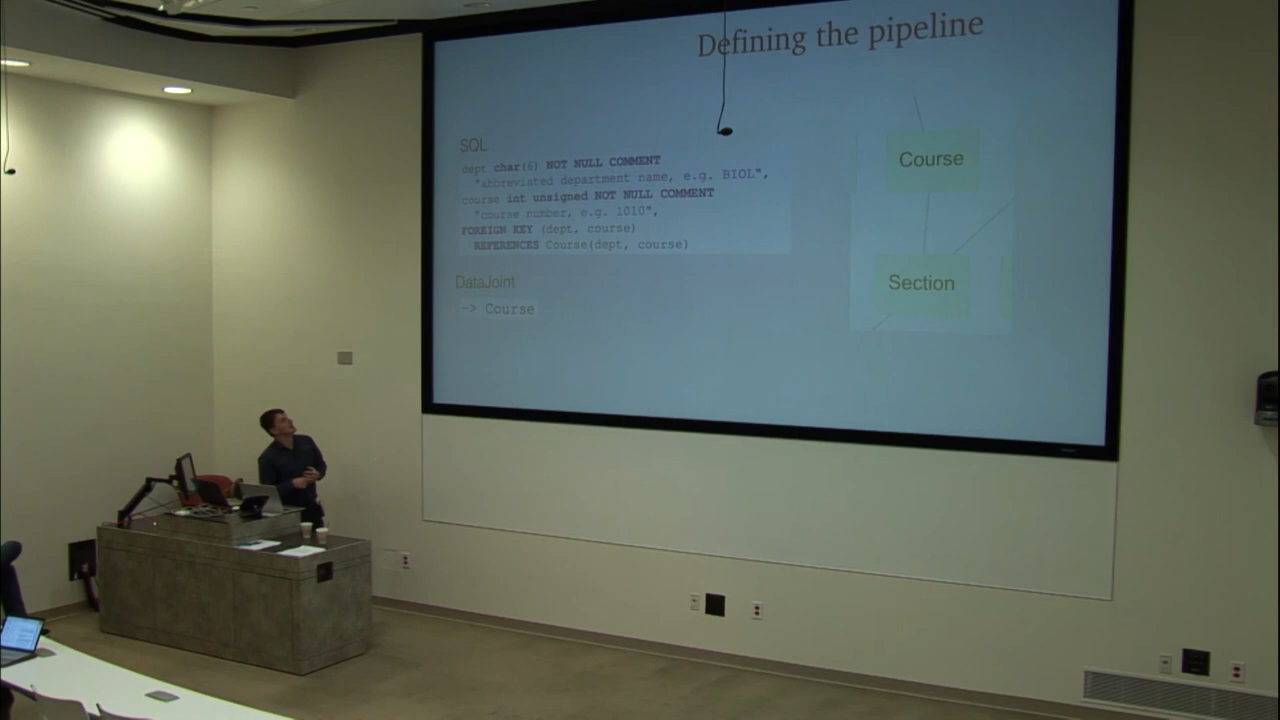 Defining the pipeline
SQL
dept char(6) NOT NULL COMMENT
"abbreviated department name, e.g. BIOL",
course int unsigned NOT NULL COMMENT
"course number, e.g. 1010",
FOREIGN KEY (dept, course)
REFERENCES Course(dept, course)
DataJoint
-> Course
Course
Section